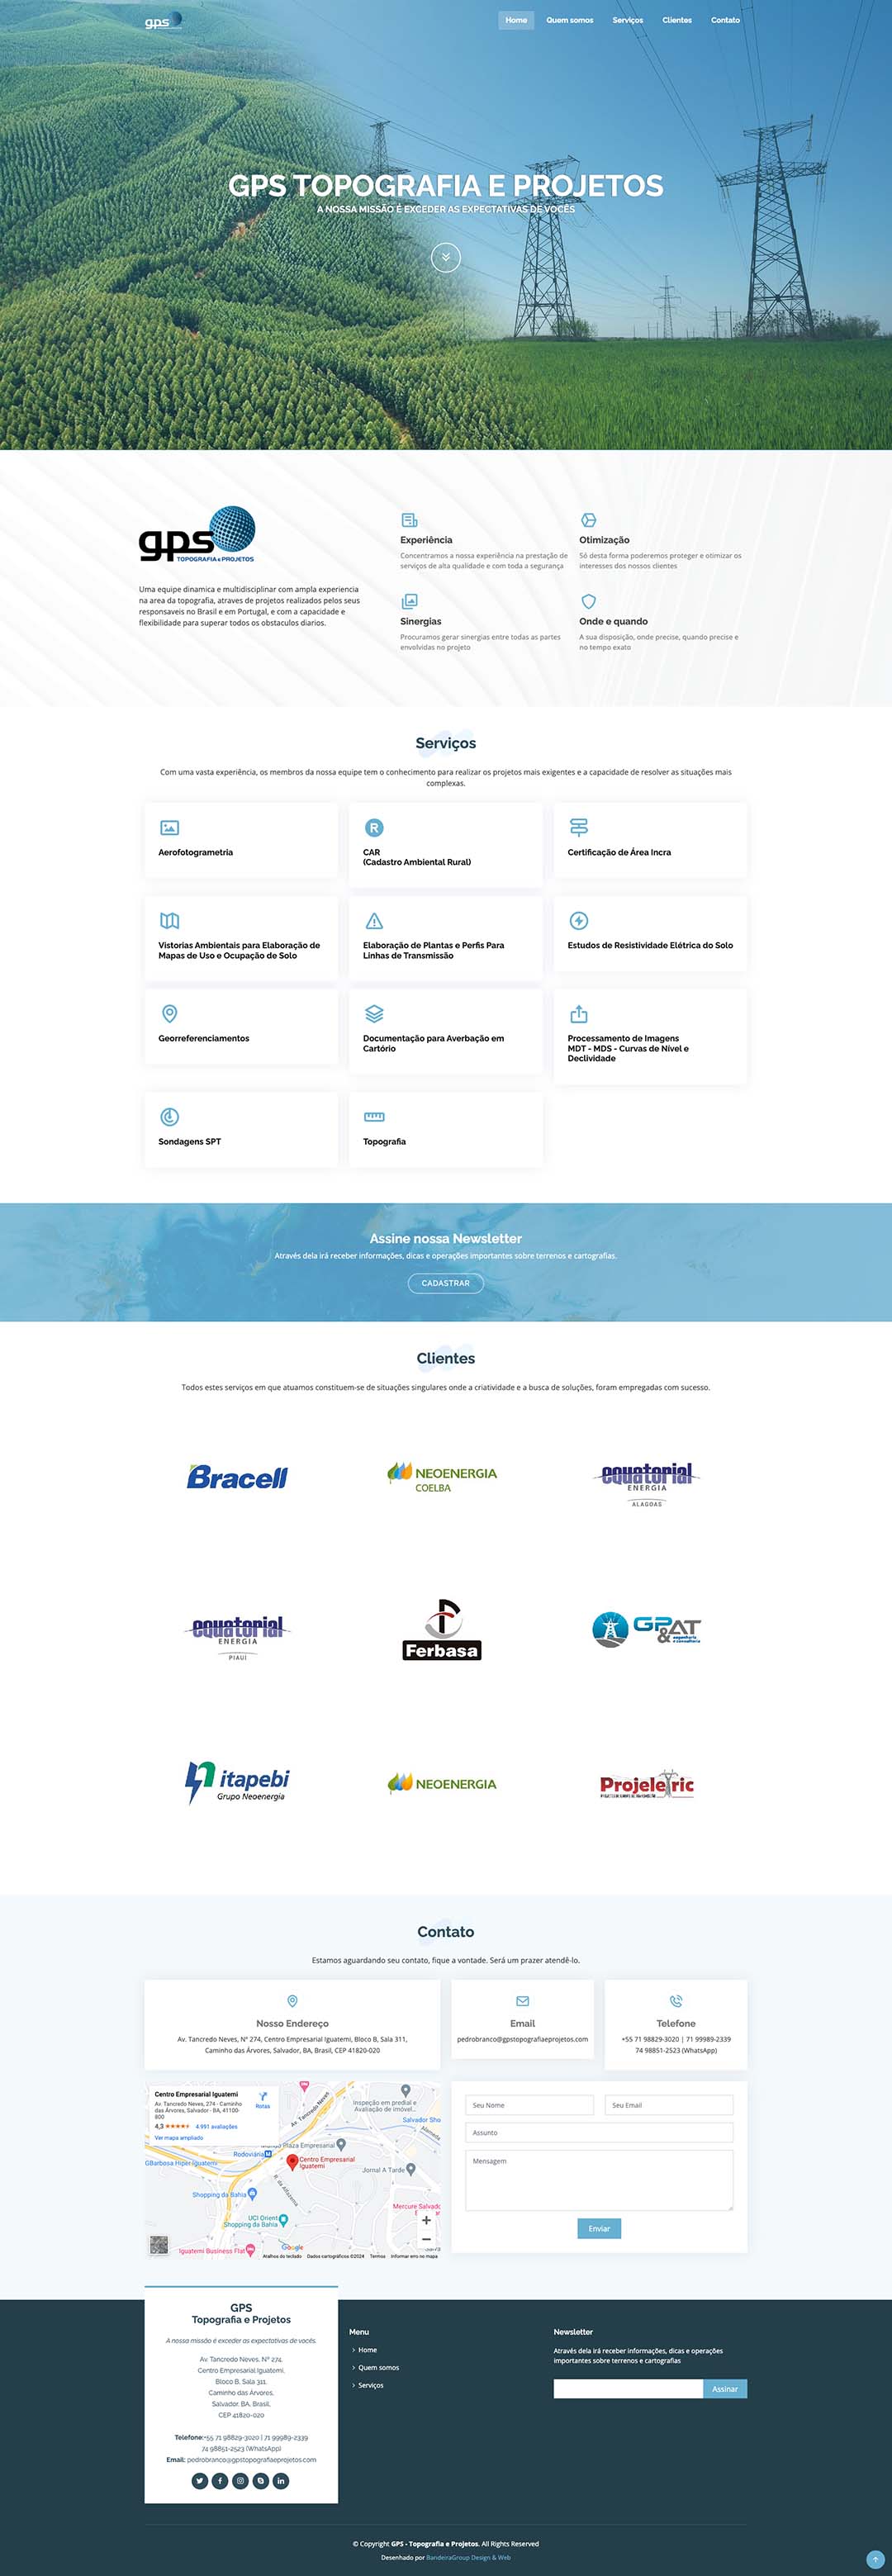 gps
Home
Quem somos
Serviços
Clientes
Contato
GPS TOPOGRAFIA E PROJETOS
A NOSSA MISSÃO É EXCEDER AS EXPECTATIVAS DE VOCÊS
gps
TOPOGRAFIA e PROJETOS
Uma equipe dinamica e multidisciplinar com ampla experiencia
na area da topografia, atraves de projetos realizados pelos seus
responsaveis no Brasil e em Portugal, e com a capacidade e
flexibilidade para superar todos os obstaculos diarios.
Experiência
Concentramos a nossa experiência na prestação de
serviços de alta qualidade e com toda a segurança
Otimização
Só desta forma poderemos proteger e otimizar os
interesses dos nossos clientes
Sinergias
Procuramos gerar sinergias entre todas as partes
envolvidas no projeto
Onde e quando
A sua disposição, onde precise, quando precise e
no tempo exato
Serviços
Com uma vasta experiência, os membros da nossa equipe tem o conhecimento para realizar os projetos mais exigentes e a capacidade de resolver as situações mais
complexas.
Aerofotogrametria
R
CAR
(Cadastro Ambiental Rural)
Certificação de Área Incra
Vistorias Ambientais para Elaboração de
Mapas de Uso e Ocupação de Solo
Elaboração de Plantas e Perfis Para
Linhas de Transmissão
Estudos de Resistividade Elétrica do Solo
Georreferenciamentos
Documentação para Averbação em
Cartório
Processamento de Imagens
MDT - MDS - Curvas de Nível e
Declividade
Sondagens SPT
Topografia
Assine nossa Newsletter
Através dela irá receber informações, dicas e operações importantes sobre terrenos e cartografias.
CADASTRAR
Clientes
Todos estes serviços em que atuamos constituem-se de situações singulares onde a criatividade e a busca de soluções, foram empregadas com sucesso.
Bracell
NEOENERGIA
COELBA
equatorial
ENERGIA
ALAGOAS
equatorial
ENERGIA
PIAUI
Ferbasa
GP&AT
engenharia
e consultoria
itapebi
Grupo Neoenergia
NEOENERGIA
Projeletric
Contato
Estamos aguardando seu contato, fique a vontade. Será um prazer atendê-lo.
Nosso Endereço
Av. Tancredo Neves, Nº 274, Centro Empresarial Iguatemi, Bloco B, Sala 311,
Caminho das Árvores, Salvador, BA, Brasil, CEP 41820-020
Email
pedrobranco@gpstopografiaeprojetos.com
Telefone
+55 71 98829-3020 | 71 99989-2339
74 98851-2523 (WhatsApp)
Centro Empresarial Iguatemi
Av. Tancredo Neves, 274 - Caminho
das Árvores, Salvador - BA, 41100-
800
4,3 4.991 avaliações
Ver mapa ampliado
Rotas
Av. Tancredo Neves
Inspeção em predial e
Avaliação de imóvel...
Salvador Sho
Plaza Empresarial
Rodoviária
GBarbosa Hiper Iguatemi
Centro Empresarial
Iguatemi
Jornal A Tarde
R. da Alfazema
Shopping da Bahia
Mercure Salvador
UCI Orient
Shopping da Bahia
Iguatemi Business Flat
Google
Atalhos do teclado
Dados cartográficos ©2024
Termos
Informar erro no mapa
Seu Nome
Seu Email
Assunto
Mensagem
Enviar
GPS
Topografia e Projetos
A nossa missão é exceder as expectativas de vocês.
Av. Tancredo Neves, Nº 274,
Centro Empresarial Iguatemi,
Bloco B, Sala 311,
Caminho das Árvores,
Salvador, BA, Brasil,
CEP 41820-020
Telefone:+55 71 98829-3020 | 71 99989-2339
74 98851-2523 (WhatsApp)
Email: pedrobranco@gpstopografiaeprojetos.com
Menu
Home
Quem somos
Serviços
Newsletter
Através dela irá receber informações, dicas e operações
importantes sobre terrenos e cartografias
Assinar
© Copyright GPS - Topografia e Projetos. All Rights Reserved
Desenhado por BandeiraGroup Design & Web